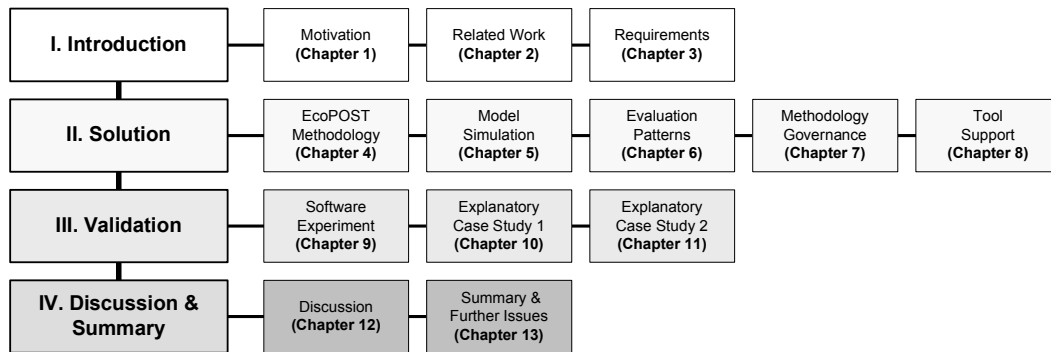 I. Introduction
Motivation
(Chapter 1)
Related Work
(Chapter 2)
Requirements
(Chapter 3)
II. Solution
EcoPOST
Methodology
(Chapter 4)
Model
Simulation
(Chapter 5)
Evaluation
Patterns
(Chapter 6)
Methodology
Governance
(Chapter 7)
Tool
Support
(Chapter 8)
III. Validation
Software
Experiment
(Chapter 9)
Explanatory
Case Study 1
(Chapter 10)
Explanatory
Case Study 2
(Chapter 11)
IV. Discussion &
Summary
Discussion
(Chapter 12)
Summary &
Further Issues
(Chapter 13)